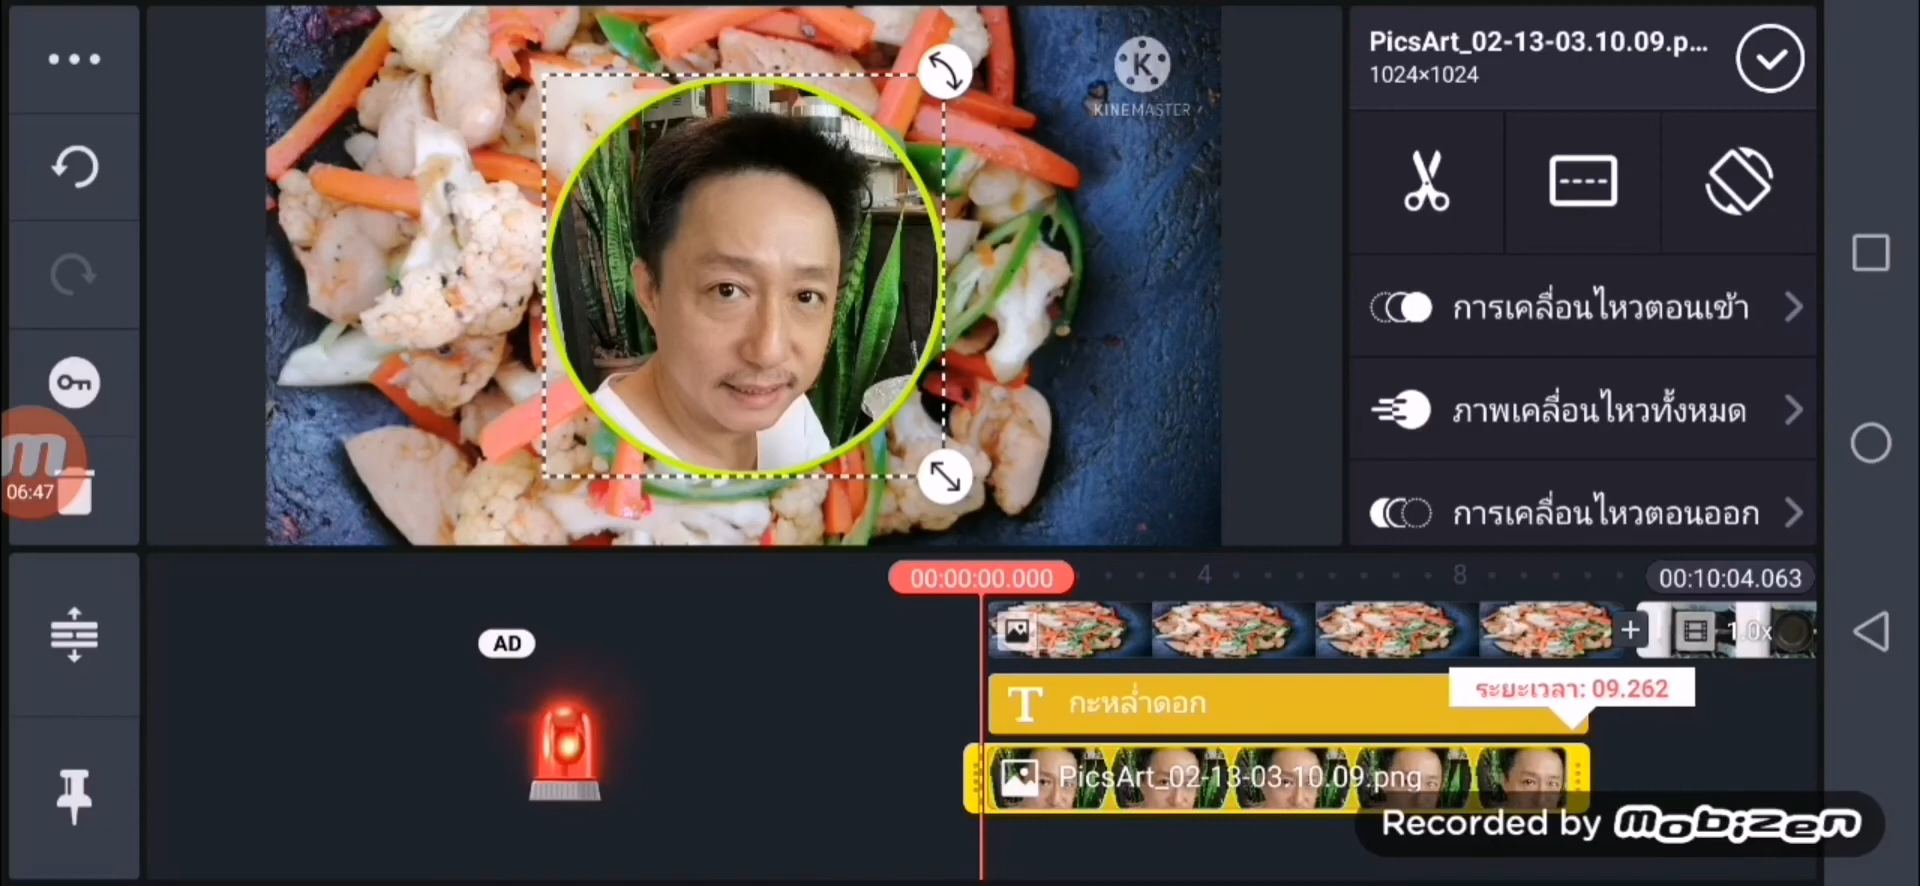 PicsArt_02-13-03.10.09.p...
1024×1024
KINEMASTER
การเคลื่อนไหวตอนเข้า
ภาพเคลื่อนไหวทั้งหมด
การเคลื่อนไหวตอนออก
06:47
00:00:00.000
4
8
00:10:04.063
AD
1.0x
กะหล่ำดอก
ระยะเวลา: 09.262
PicsArt_02-13-03.10.09.png
Recorded by Mobizen